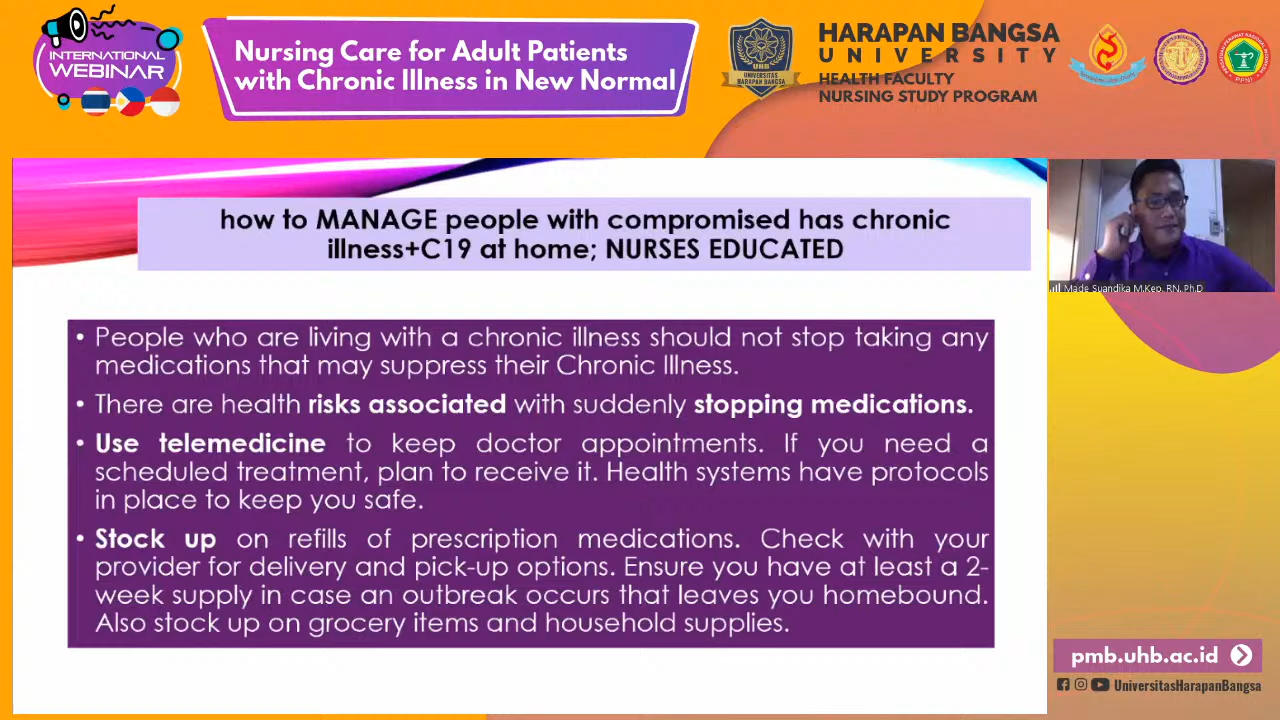 INTERNATIONAL
WEBINAR
Nursing Care for Adult Patients
with Chronic Illness in New Normal
UHB
UNIVERSITAS
HARAPAN BANGSA
HARAPAN BANGSA
UNIVERSITY
HEALTH FACULTY
NURSING STUDY PROGRAM
PPNI
how to MANAGE people with compromised has chronic
illness+C19 at home; NURSES EDUCATED
• People who are living with a chronic illness should not stop taking any
medications that may suppress their Chronic Illness.
• There are health risks associated with suddenly stopping medications.
• Use telemedicine to keep doctor appointments. If you need a
scheduled treatment, plan to receive it. Health systems have protocols
in place to keep you safe.
• Stock up on refills of prescription medications. Check with your
provider for delivery and pick-up options. Ensure you have at least a 2-
week supply in case an outbreak occurs that leaves you homebound.
Also stock up on grocery items and household supplies.
Made Suandika M.Kep, RN, Ph.D
pmb.uhb.ac.id
UniversitasHarapanBangsa